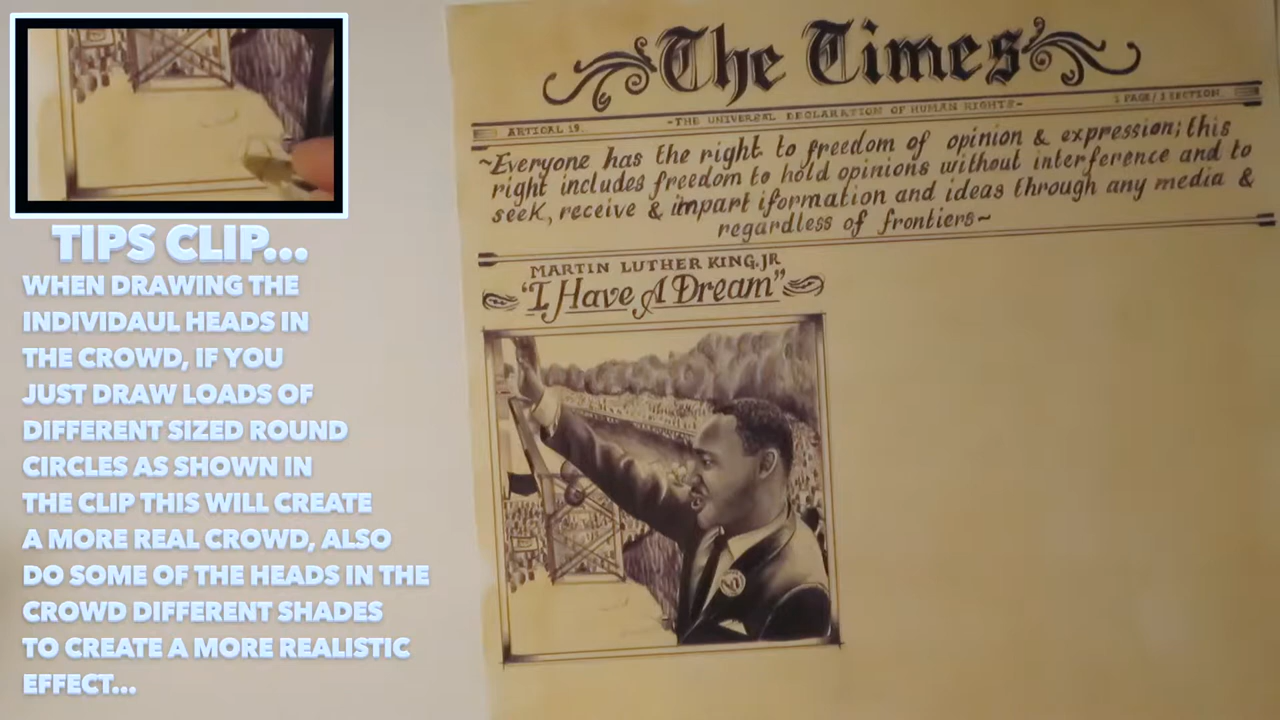 TIPS CLIP...
WHEN DRAWING THE
INDIVIDAUL HEADS IN
THE CROWD, IF YOU
JUST DRAW LOADS OF
DIFFERENT SIZED ROUND
CIRCLES AS SHOWN IN
THE CLIP THIS WILL CREATE
A MORE REAL CROWD, ALSO
DO SOME OF THE HEADS IN THE
CROWD DIFFERENT SHADES
TO CREATE A MORE REALISTIC
EFFECT...
The Times
ARTICAL 19. -THE UNIVERSAL DECLARATION OF HUMAN RIGHTS- 1 PAGE/1 SECTION.
~Everyone has the right to freedom of opinion & expression; this
right includes freedom to hold opinions without interference and to
seek, receive & impart iformation and ideas through any media &
regardless of frontiers~
MARTIN LUTHER KING.JR
"I Have A Dream"